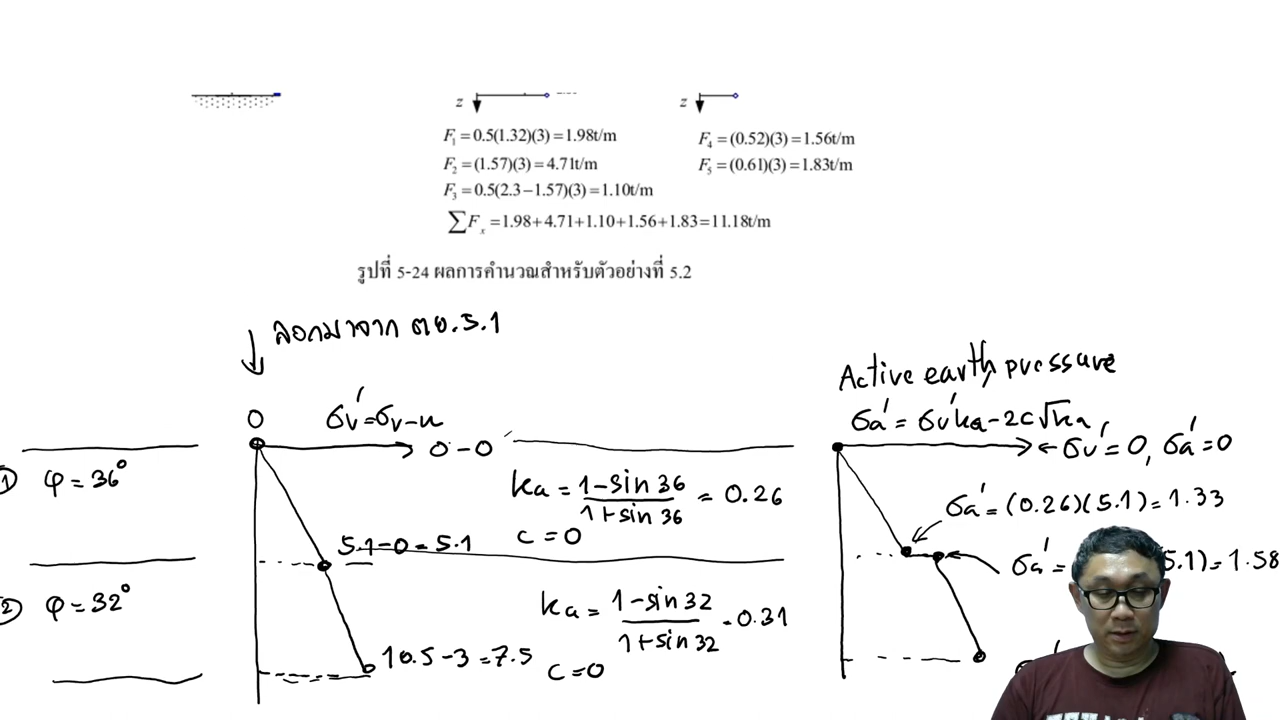 z
z
F₁ = 0.5(1.32)(3) = 1.98t/m
F₄ = (0.52)(3) = 1.56t/m
F₂ = (1.57)(3) = 4.71t/m
F₅ = (0.61)(3) = 1.83t/m
F₃ = 0.5(2.3−1.57)(3) = 1.10t/m
∑Fₓ = 1.98+4.71+1.10+1.56+1.83 = 11.18t/m
รูปที่ 5-24 ผลการคำนวณสำหรับตัวอย่างที่ 5.2
ลอกมาจาก ตย.5.1
Active earth pressure
0
σv' = σv-u
σa' = σv'ka-2c√ka
0-0
σv' = 0, σa' = 0
1 φ = 36°
ka = (1-sin 36)/(1+sin 36) = 0.26
σa' = (0.26)(5.1) = 1.33
c = 0
5.1-0 = 5.1
σa' = 5.1) = 1.58
2 φ = 32°
ka = (1-sin 32)/(1+sin 32) = 0.31
10.5-3 = 7.5
c = 0